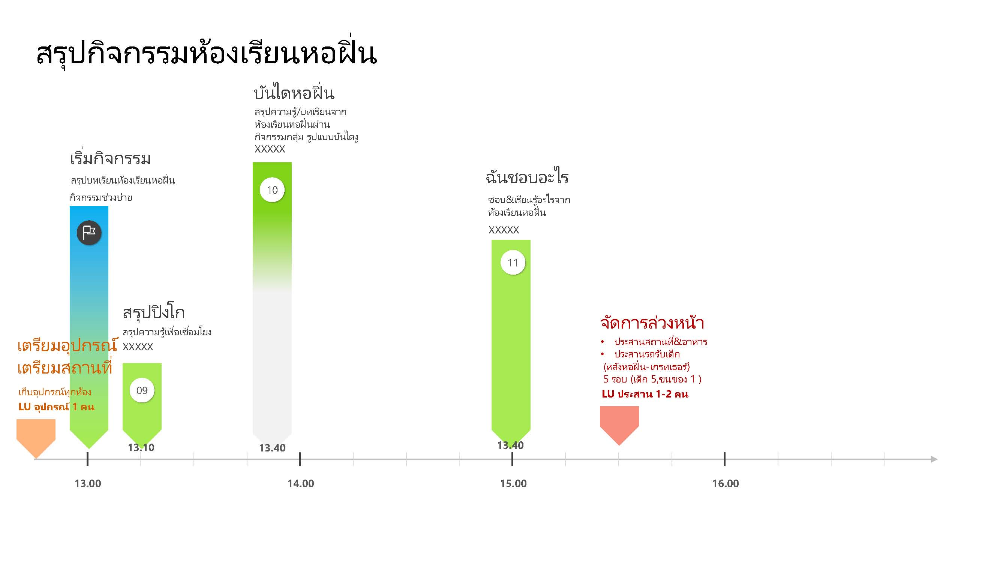 สรุปกิจกรรมห้องเรียนหอฝิ่น
บันไดหอฝิ่น
สรุปความรู้/บทเรียนจาก
ห้องเรียนหอฝิ่นผ่าน
กิจกรรมกลุ่ม รูปแบบบันไดงู
XXXXX
10
เริ่มกิจกรรม
สรุปบทเรียนห้องเรียนหอฝิ่น
กิจกรรมช่วงบ่าย
ฉันชอบอะไร
ชอบ&เรียนรู้อะไรจาก
ห้องเรียนหอฝิ่น
XXXXX
11
สรุปปิงโก
สรุปความรู้เพื่อเชื่อมโยง
XXXXX
09
เตรียมอุปกรณ์
เตรียมสถานที่
เก็บอุปกรณ์ทุกห้อง
LU อุปกรณ์ 1 คน
จัดการล่วงหน้า
• ประสานสถานที่&อาหาร
• ประสานรถรับเด็ก
(หลังหอฝิ่น-เกรทเธอร์)
5 รอบ (เด็ก 5,ขนของ 1 )
LU ประสาน 1-2 คน
13.10
13.40
13.40
13.00
14.00
15.00
16.00